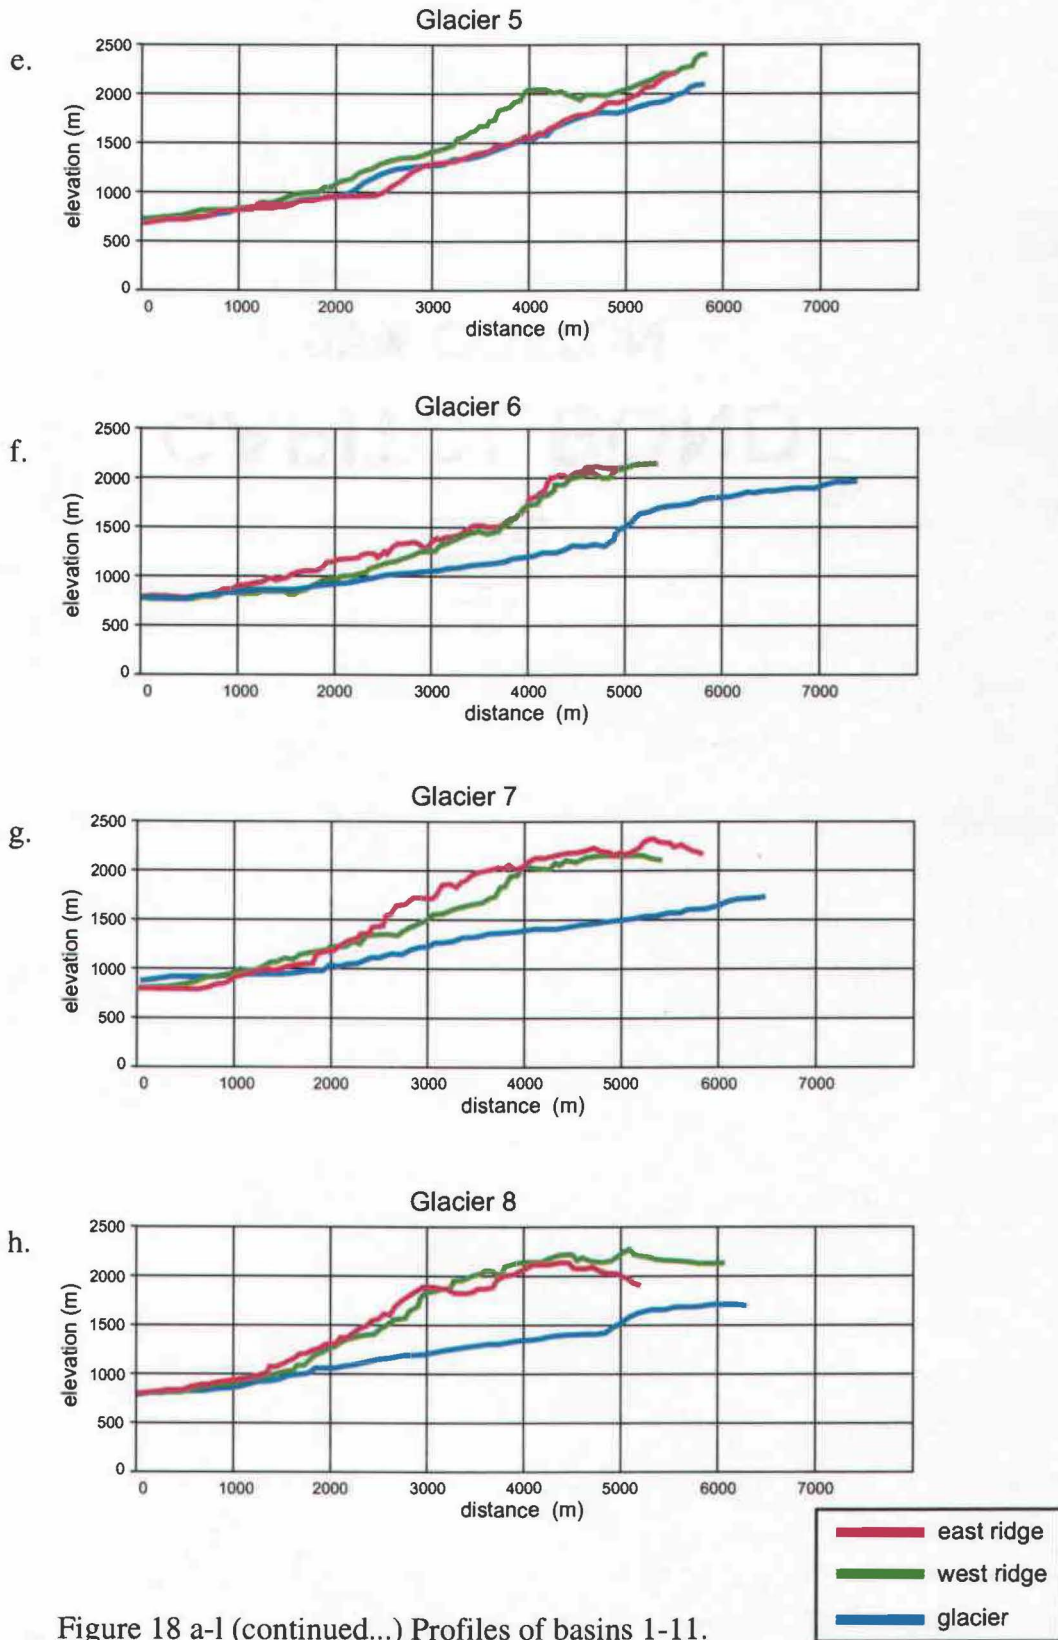 Glacier 5
e.
2500
2000
1500
1000
500
0
elevation (m)
0 1000 2000 3000 4000 5000 6000 7000
distance (m)
Glacier 6
f.
2500
2000
1500
1000
500
0
elevation (m)
0 1000 2000 3000 4000 5000 6000 7000
distance (m)
Glacier 7
g.
2500
2000
1500
1000
500
0
elevation (m)
0 1000 2000 3000 4000 5000 6000 7000
distance (m)
Glacier 8
h.
2500
2000
1500
1000
500
0
elevation (m)
0 1000 2000 3000 4000 5000 6000 7000
distance (m)
east ridge
west ridge
glacier
Figure 18 a-l (continued...) Profiles of basins 1-11.